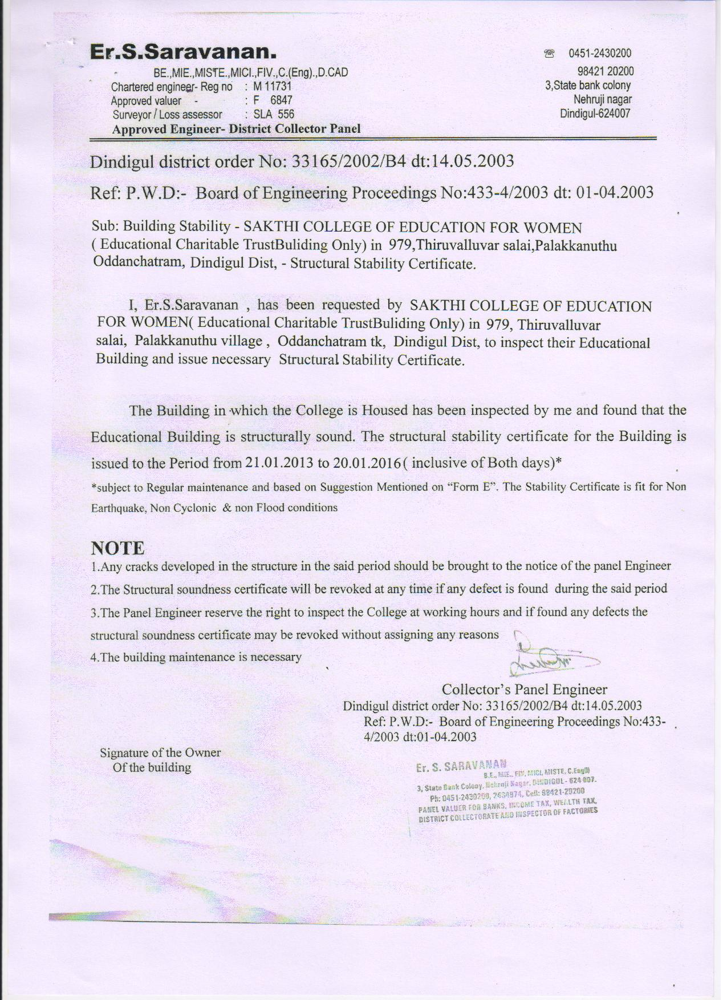 Er.S.Saravanan.
☏ 0451-2430200
BE.,MIE.,MISTE.,MICI.,FIV.,C.(Eng).,D.CAD
98421 20200
Chartered engineer- Reg no : M 11731
3,State bank colony
Approved valuer - : F 6847
Nehruji nagar
Surveyor / Loss assessor : SLA 556
Dindigul-624007
Approved Engineer- District Collector Panel
Dindigul district order No: 33165/2002/B4 dt:14.05.2003
Ref: P.W.D:- Board of Engineering Proceedings No:433-4/2003 dt: 01-04.2003
Sub: Building Stability - SAKTHI COLLEGE OF EDUCATION FOR WOMEN
( Educational Charitable TrustBuliding Only) in 979,Thiruvalluvar salai,Palakkanuthu
Oddanchatram, Dindigul Dist, - Structural Stability Certificate.
I, Er.S.Saravanan , has been requested by SAKTHI COLLEGE OF EDUCATION
FOR WOMEN( Educational Charitable TrustBuliding Only) in 979, Thiruvalluvar
salai, Palakkanuthu village , Oddanchatram tk, Dindigul Dist, to inspect their Educational
Building and issue necessary Structural Stability Certificate.
The Building in which the College is Housed has been inspected by me and found that the
Educational Building is structurally sound. The structural stability certificate for the Building is
issued to the Period from 21.01.2013 to 20.01.2016( inclusive of Both days)*
*subject to Regular maintenance and based on Suggestion Mentioned on “Form E”. The Stability Certificate is fit for Non
Earthquake, Non Cyclonic & non Flood conditions
NOTE
1.Any cracks developed in the structure in the said period should be brought to the notice of the panel Engineer
2.The Structural soundness certificate will be revoked at any time if any defect is found during the said period
3.The Panel Engineer reserve the right to inspect the College at working hours and if found any defects the
structural soundness certificate may be revoked without assigning any reasons
4.The building maintenance is necessary
Collector’s Panel Engineer
Dindigul district order No: 33165/2002/B4 dt:14.05.2003
Ref: P.W.D:- Board of Engineering Proceedings No:433-
4/2003 dt:01-04.2003
Signature of the Owner
Of the building
Er. S. SARAVANAN
B.E., MIE., FIV, MICI, MISTE, C.Eng(I)
3, State Bank Colony, Nehruji Nagar, DINDIGUL - 624 007.
Ph: 0451-2430200, 2434974, Cell: 98421-20200
PANEL VALUER FOR BANKS, INCOME TAX, WEALTH TAX,
DISTRICT COLLECTORATE AND INSPECTOR OF FACTORIES